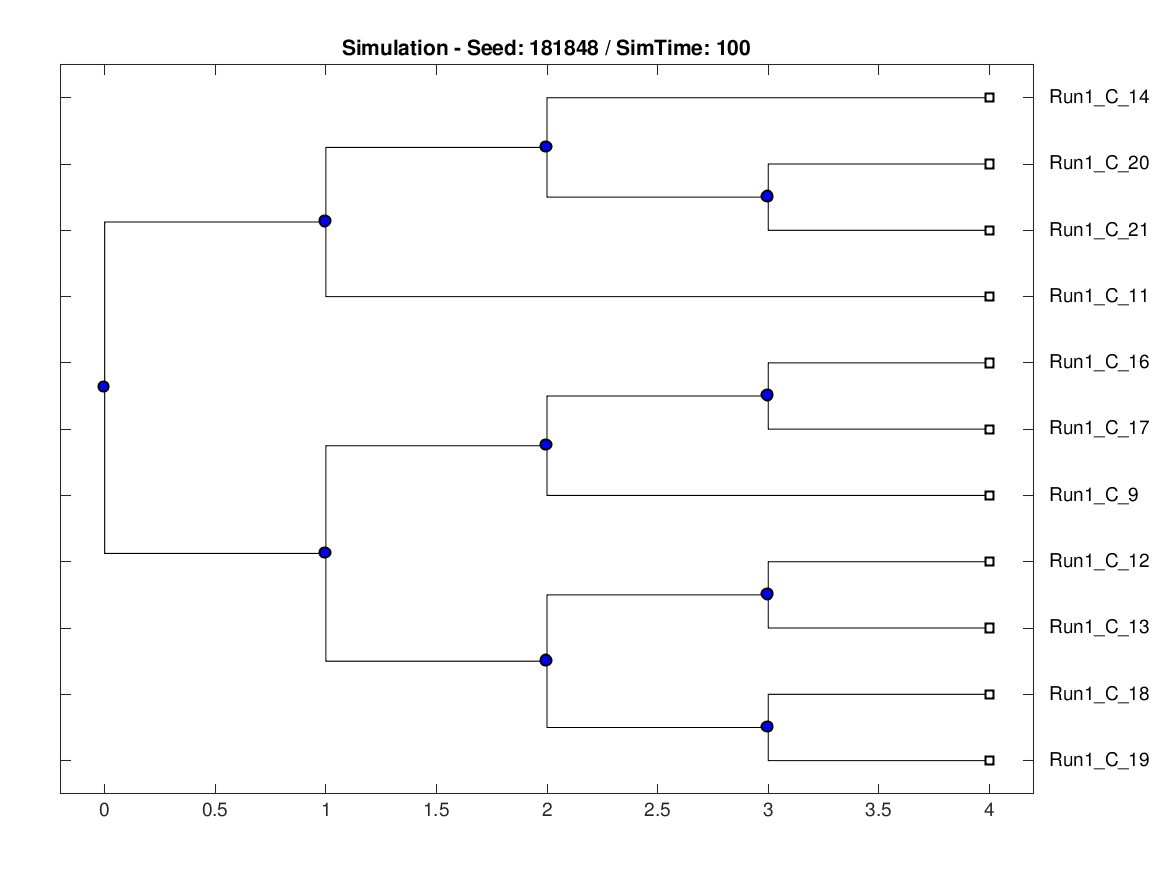 Simulation - Seed: 181848 / SimTime: 100
Run1_C_14
Run1_C_20
Run1_C_21
Run1_C_11
Run1_C_16
Run1_C_17
Run1_C_9
Run1_C_12
Run1_C_13
Run1_C_18
Run1_C_19
0 0.5 1 1.5 2 2.5 3 3.5 4